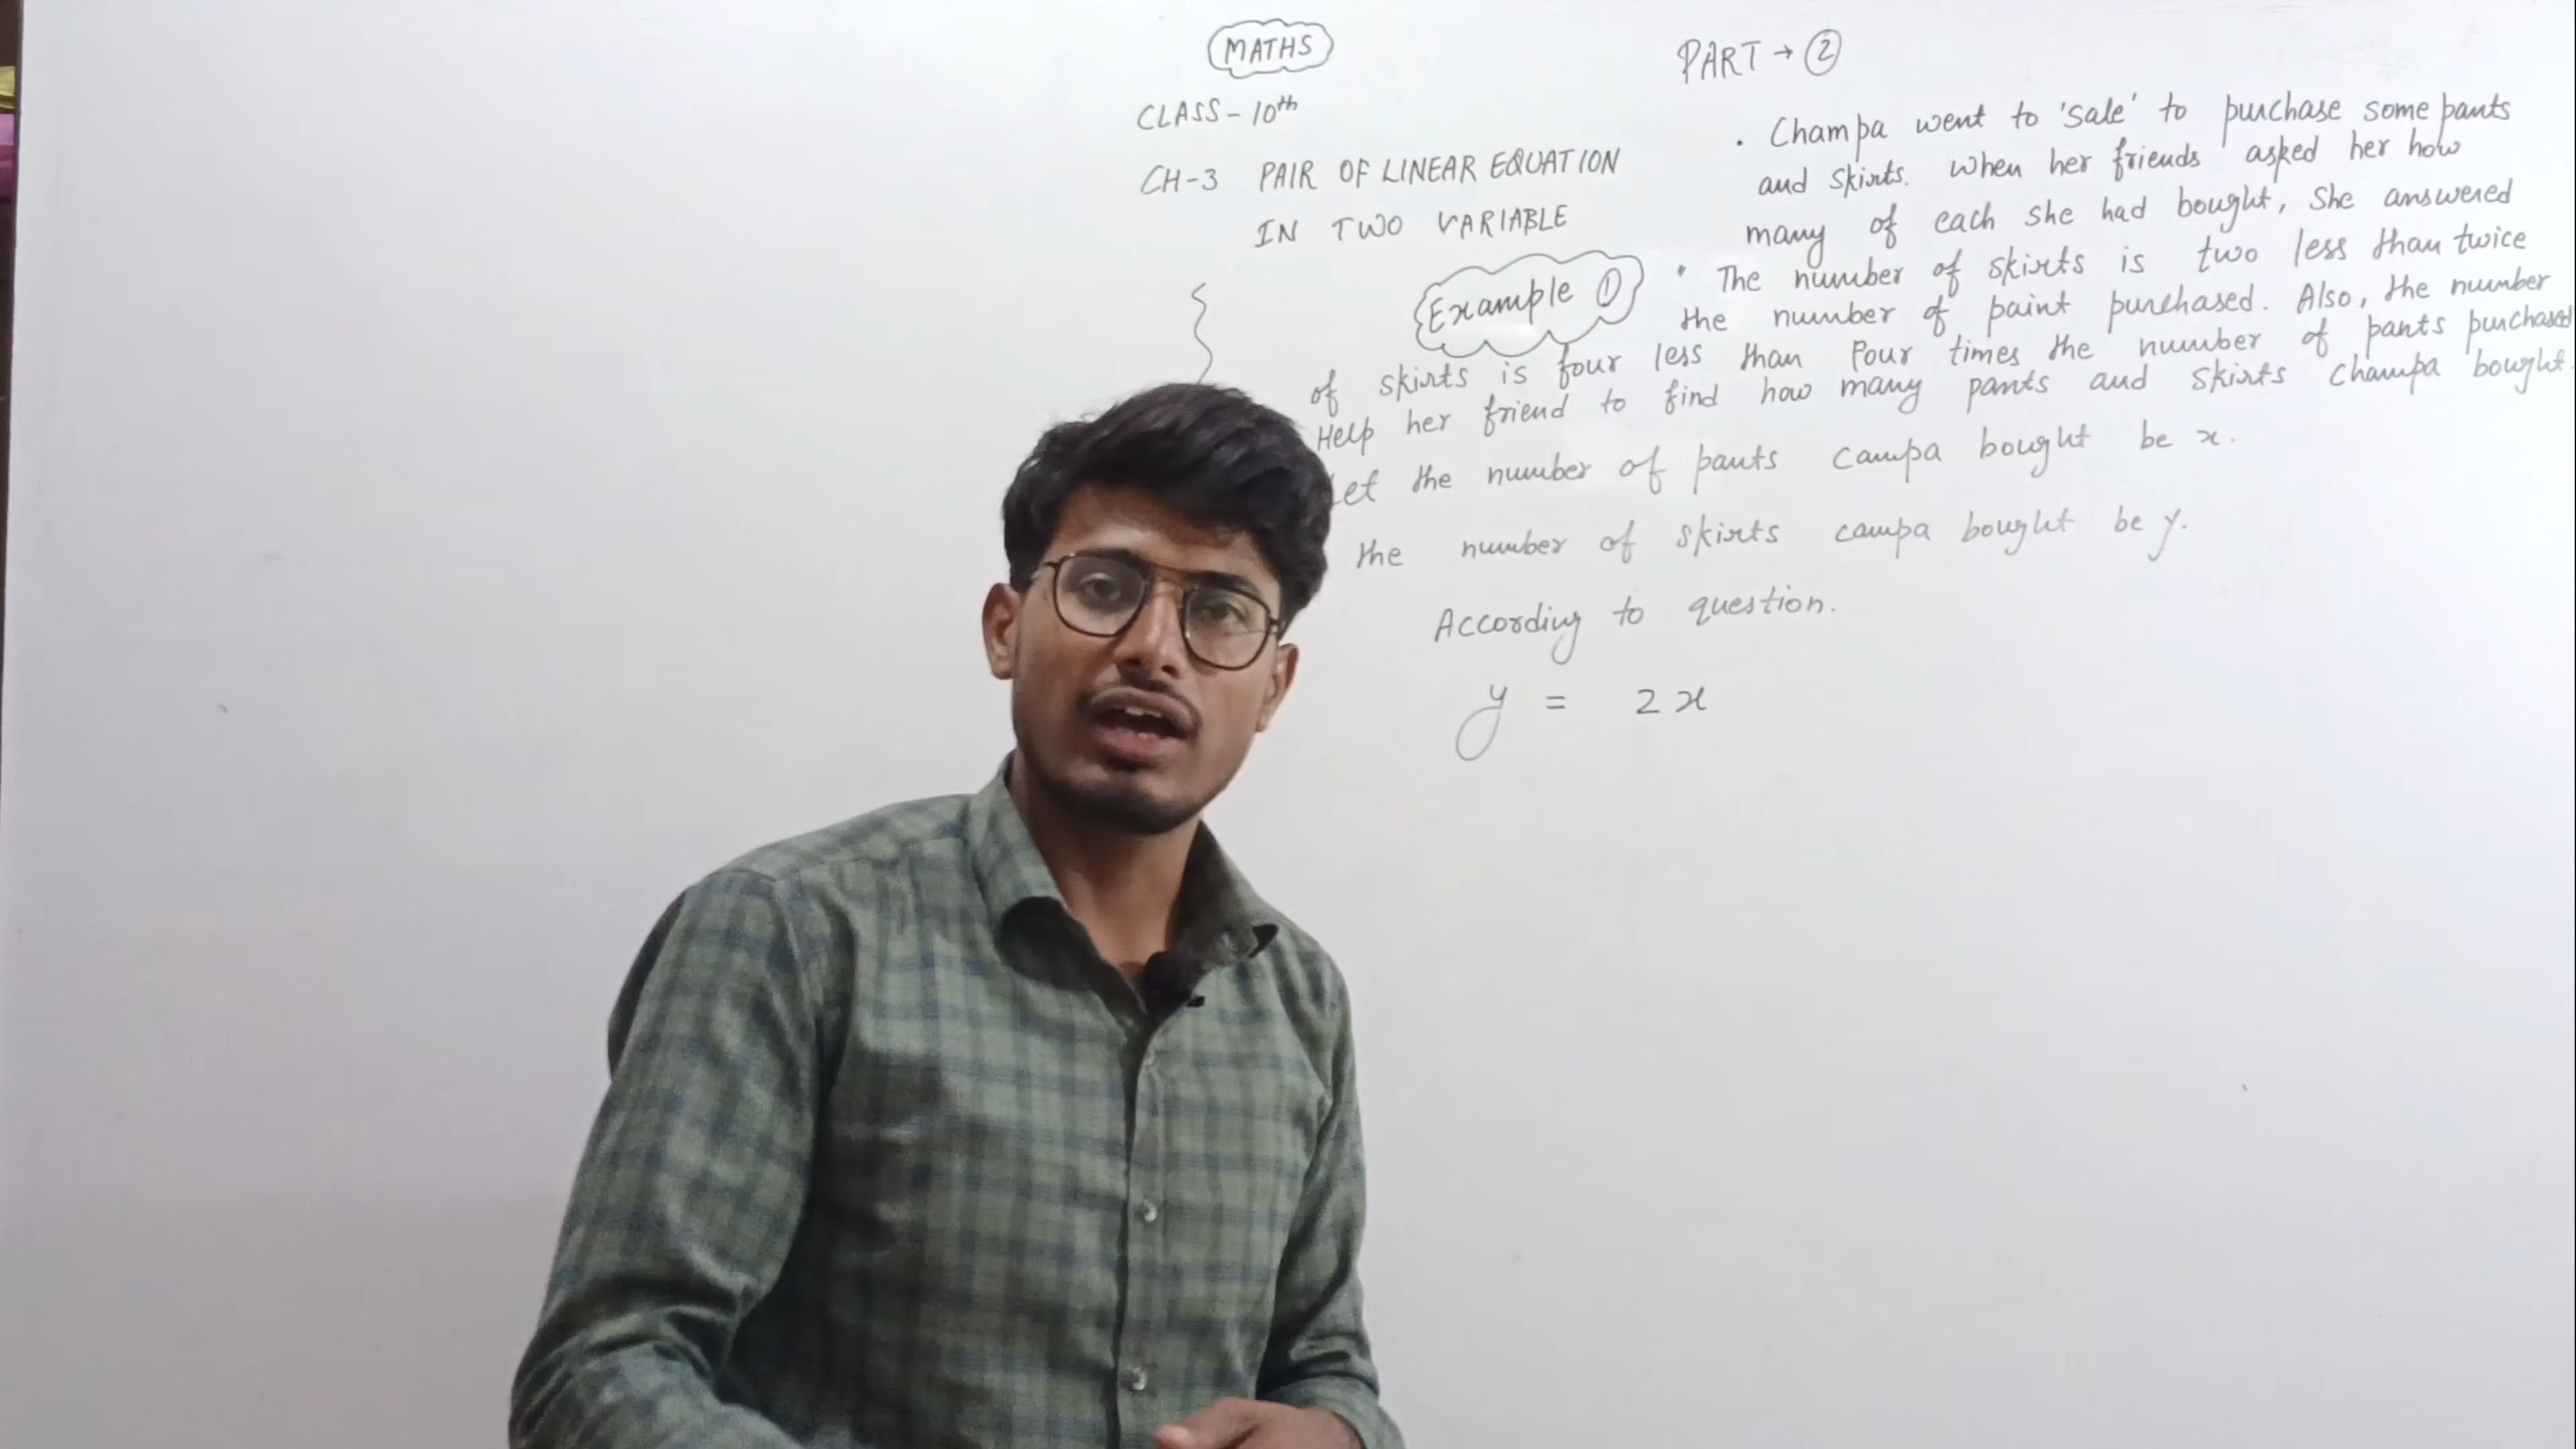 MATHS
CLASS - 10th
CH-3 PAIR OF LINEAR EQUATION
IN TWO VARIABLE
PART → 2
. Champa went to 'sale' to purchase some pants
and skirts. when her friends asked her how
many of each she had bought, She answered
Example 1
" The number of skirts is two less than twice
the number of paint purchased. Also, the number
of skirts is four less than Four times the number of pants purchased
Help her friend to find how many pants and skirts champa bought.
Let the number of pants campa bought be x.
the number of skirts campa bought be y.
According to question.
y = 2x